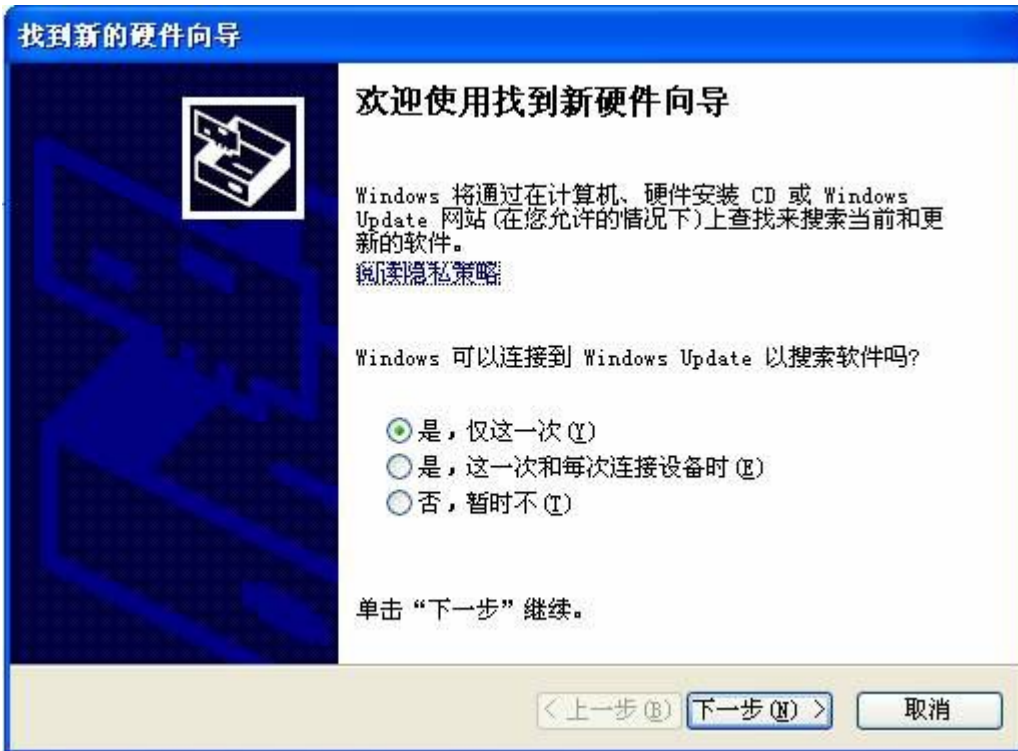 找到新的硬件向导
欢迎使用找到新硬件向导
Windows 将通过在计算机、硬件安装 CD 或 Windows
Update 网站(在您允许的情况下)上查找来搜索当前和更
新的软件。
阅读隐私策略
Windows 可以连接到 Windows Update 以搜索软件吗?
是，仅这一次(Y)
是，这一次和每次连接设备时(E)
否，暂时不(T)
单击“下一步”继续。
<上一步(B) 下一步(N)> 取消